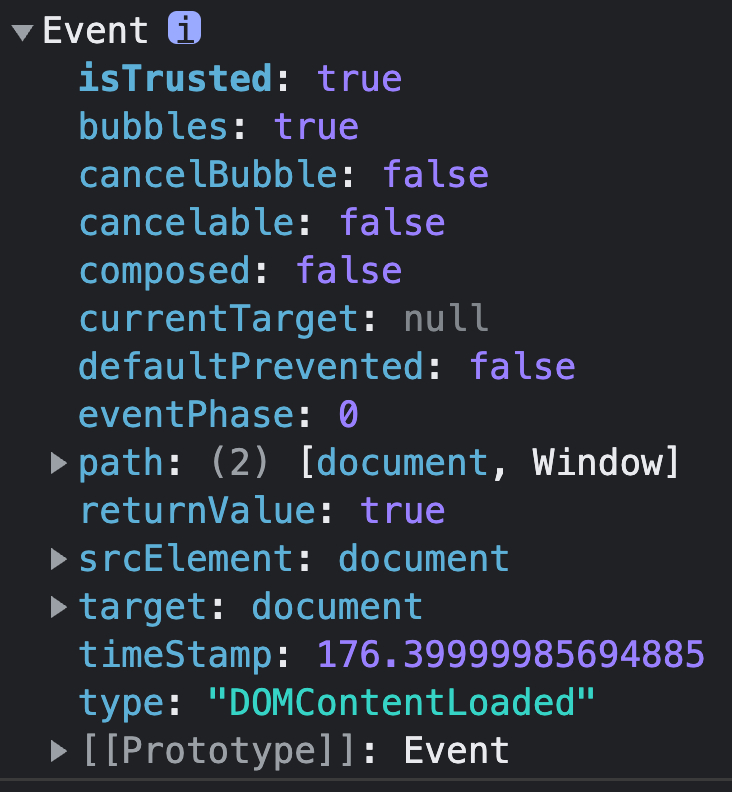 Event i
isTrusted: true
bubbles: true
cancelBubble: false
cancelable: false
composed: false
currentTarget: null
defaultPrevented: false
eventPhase: 0
path: (2) [document, Window]
returnValue: true
srcElement: document
target: document
timeStamp: 176.39999985694885
type: "DOMContentLoaded"
[[Prototype]]: Event